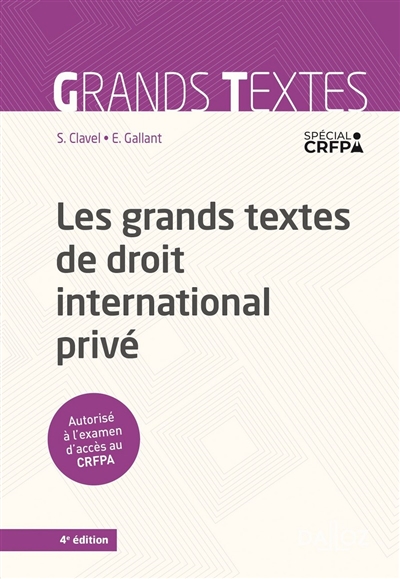 GRANDS TEXTES
S. Clavel • E. Gallant
SPÉCIAL
CRFPA
Les grands textes
de droit
international
privé
Autorisé
à l'examen
d'accès au
CRFPA
4e édition